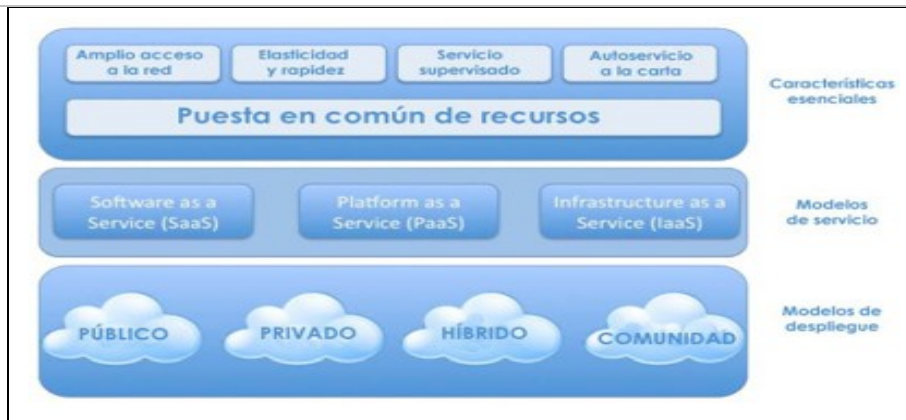 Amplio acceso
a la red
Elasticidad
y rapidez
Servicio
supervisado
Autoservicio
a la carta
Características
esenciales
Puesta en común de recursos
Software as a
Service (SaaS)
Platform as a
Service (PaaS)
Infrastructure as a
Service (IaaS)
Modelos
de servicio
PÚBLICO
PRIVADO
HÍBRIDO
COMUNIDAD
Modelos de
despliegue